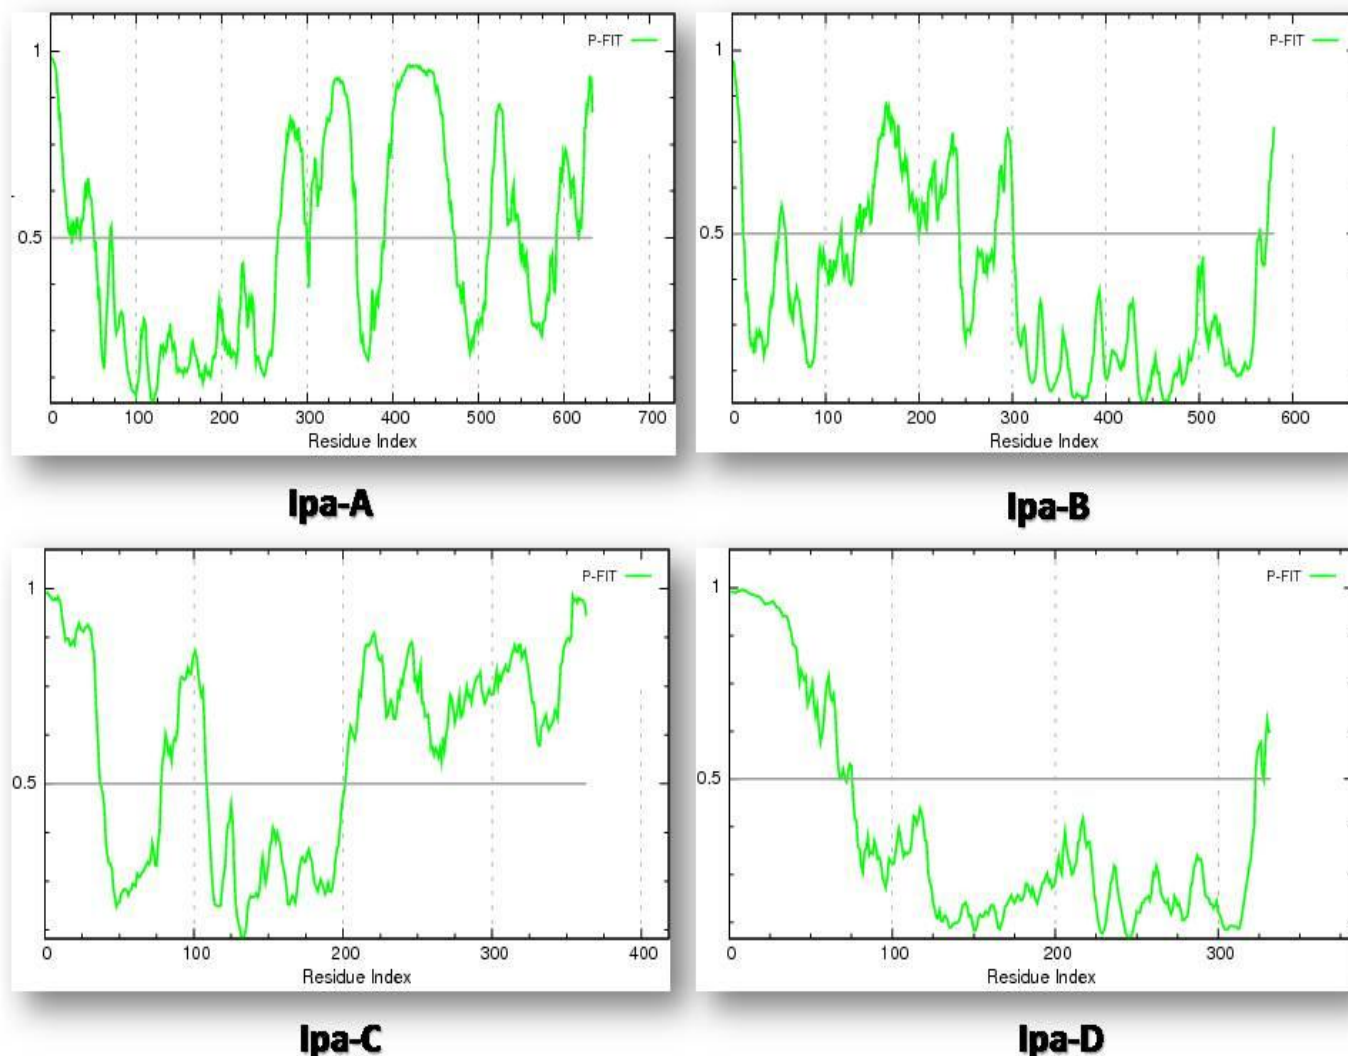 P-FIT
1
0.5
0 100 200 300 400 500 600 700
Residue Index
Ipa-A
P-FIT
1
0.5
0 100 200 300 400 500 600
Residue Index
Ipa-B
P-FIT
1
0.5
0 100 200 300 400
Residue Index
Ipa-C
P-FIT
1
0.5
0 100 200 300
Residue Index
Ipa-D